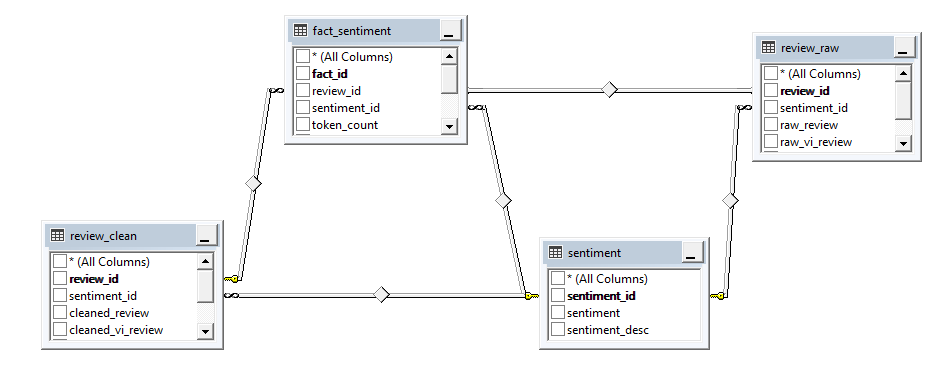 fact_sentiment
* (All Columns)
fact_id
review_id
sentiment_id
token_count
review_raw
* (All Columns)
review_id
sentiment_id
raw_review
raw_vi_review
review_clean
* (All Columns)
review_id
sentiment_id
cleaned_review
cleaned_vi_review
sentiment
* (All Columns)
sentiment_id
sentiment
sentiment_desc